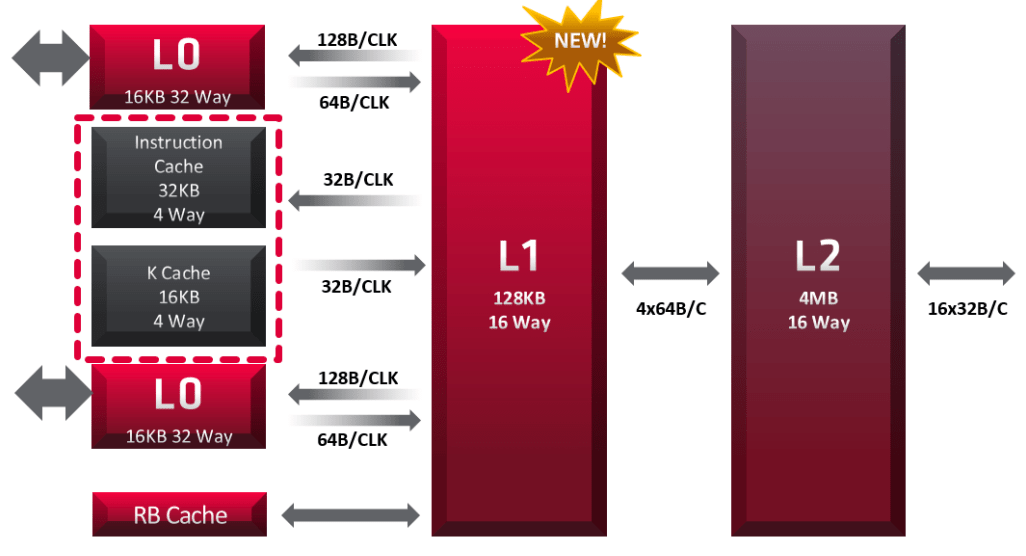 L0
16KB 32 Way
128B/CLK
64B/CLK
NEW!
Instruction
Cache
32KB
4 Way
32B/CLK
K Cache
16KB
4 Way
32B/CLK
L1
128KB
16 Way
4x64B/C
L2
4MB
16 Way
16x32B/C
L0
16KB 32 Way
128B/CLK
64B/CLK
RB Cache